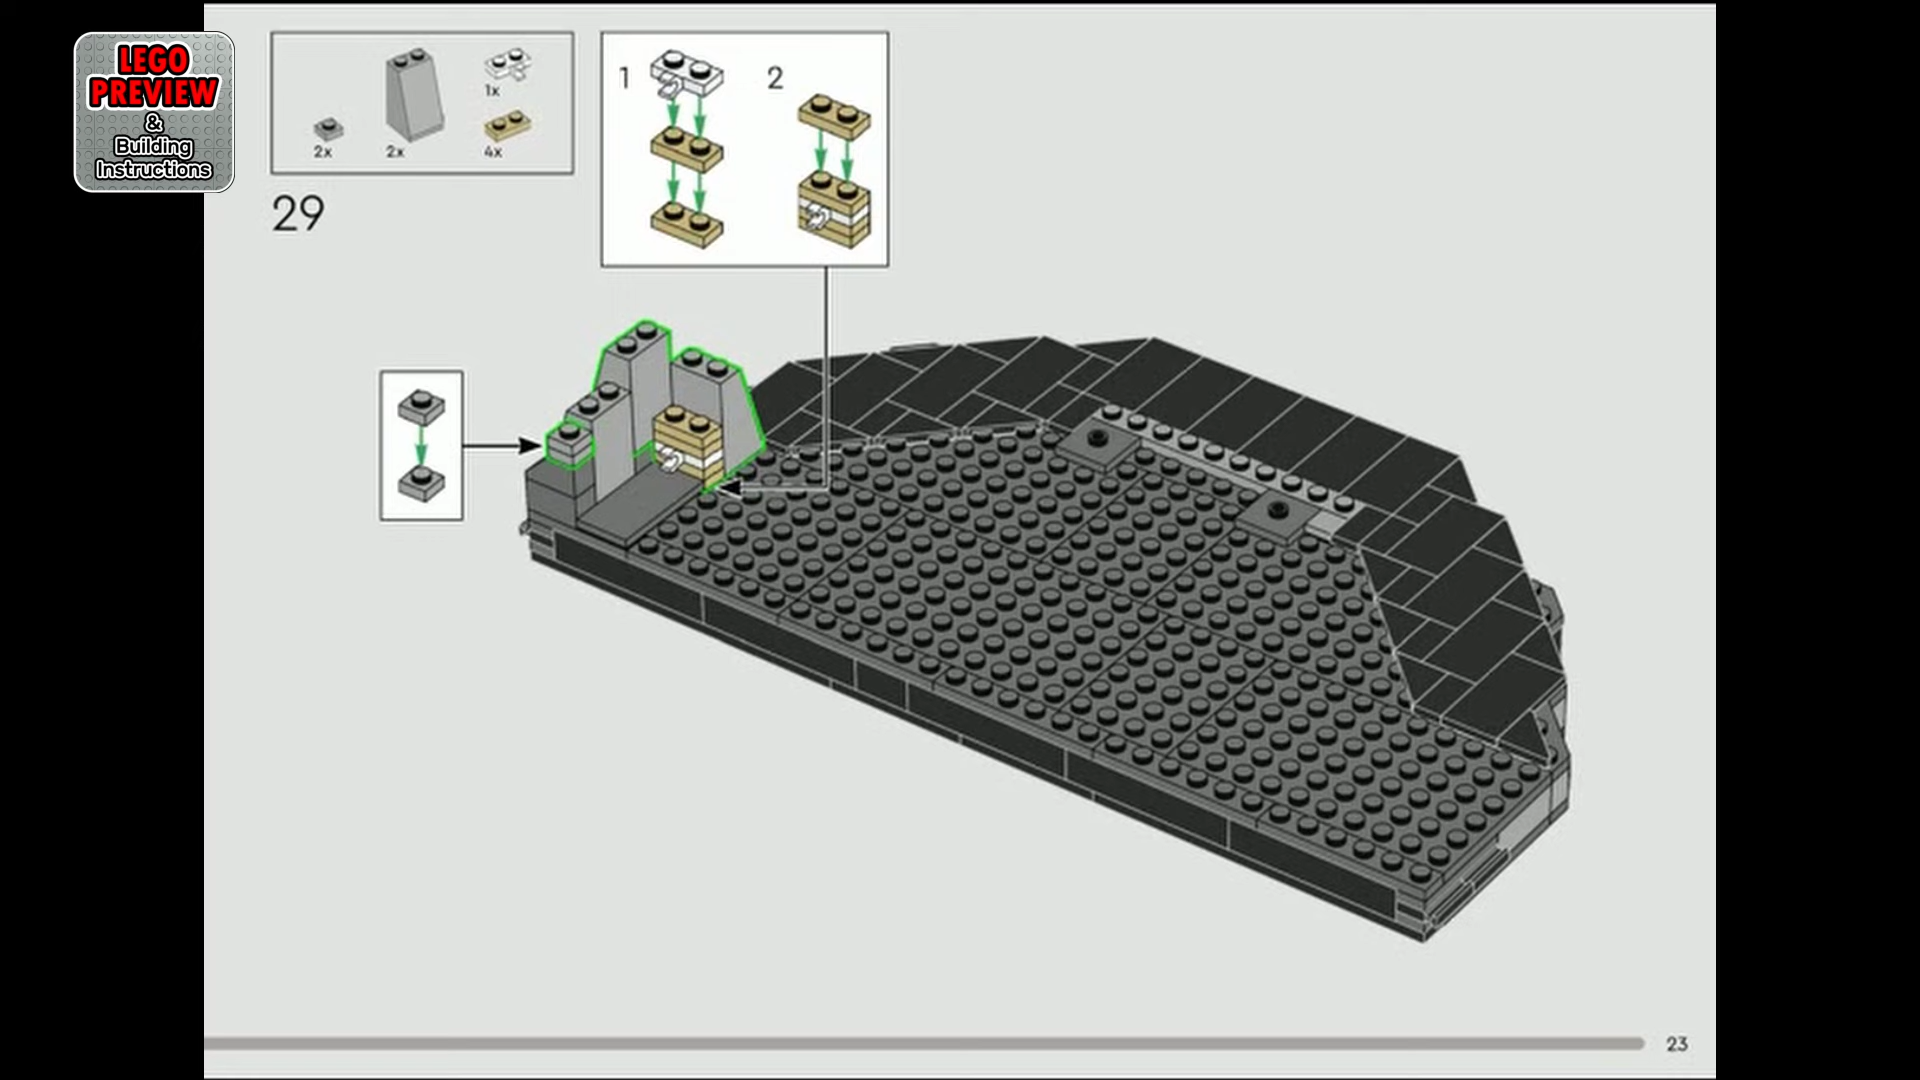 LEGO
PREVIEW
&
Building
Instructions
2x
2x
1x
4x
29
1
2
23